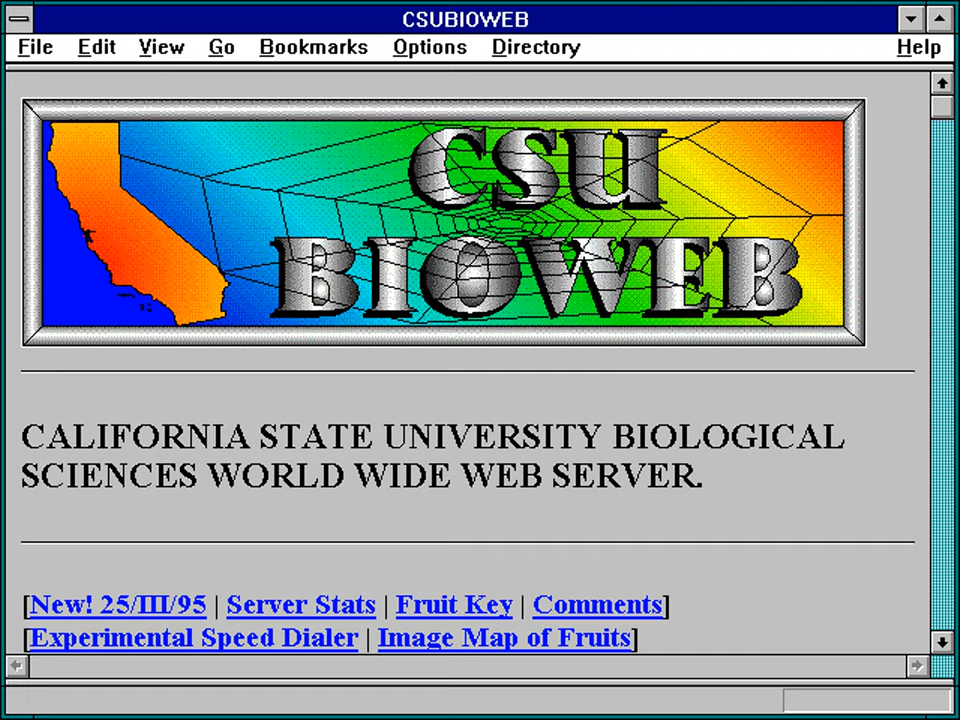 CSUBIOWEB
File Edit View Go Bookmarks Options Directory Help
CSU
BIOWEB
CALIFORNIA STATE UNIVERSITY BIOLOGICAL
SCIENCES WORLD WIDE WEB SERVER.
[New! 25/III/95 | Server Stats | Fruit Key | Comments]
[Experimental Speed Dialer | Image Map of Fruits]